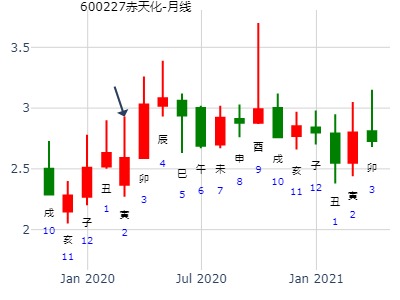 600227赤天化-月线
3.5
3
2.5
2
戌
10
亥
11
子
12
丑
1
寅
2
卯
3
辰
4
巳
5
午
6
未
7
申
8
酉
9
戌
10
亥
11
子
12
丑
1
寅
2
卯
3
Jan 2020
Jul 2020
Jan 2021